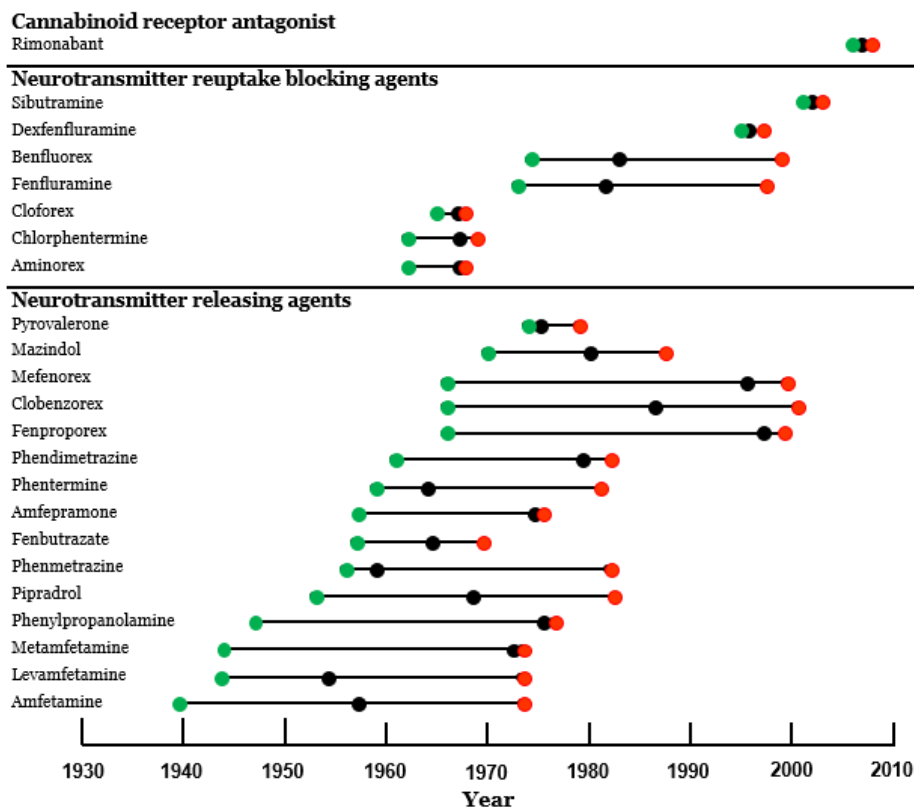 Cannabinoid receptor antagonist
Rimonabant
Neurotransmitter reuptake blocking agents
Sibutramine
Dexfenfluramine
Benfluorex
Fenfluramine
Cloforex
Chlorphentermine
Aminorex
Neurotransmitter releasing agents
Pyrovalerone
Mazindol
Mefenorex
Clobenzorex
Fenproporex
Phendimetrazine
Phentermine
Amfepramone
Fenbutrazate
Phenmetrazine
Pipradrol
Phenylpropanolamine
Metamfetamine
Levamfetamine
Amfetamine
1930 1940 1950 1960 1970 1980 1990 2000 2010
Year